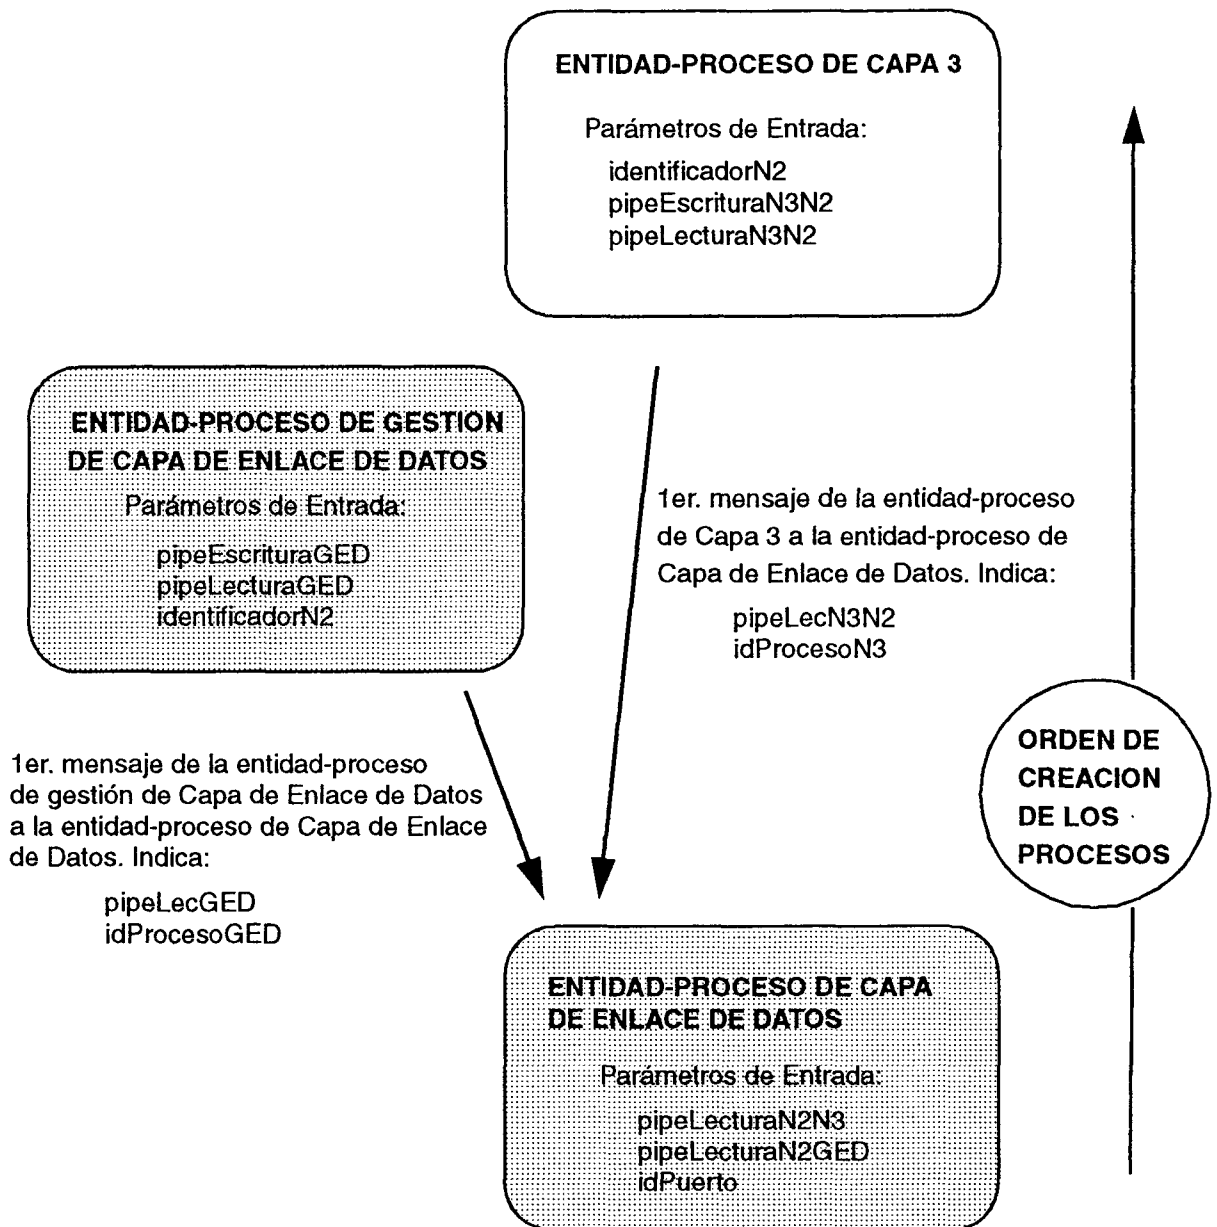 ENTIDAD-PROCESO DE CAPA 3
Parámetros de Entrada:
identificadorN2
pipeEscrituraN3N2
pipeLecturaN3N2
ENTIDAD-PROCESO DE GESTION
DE CAPA DE ENLACE DE DATOS
Parámetros de Entrada:
pipeEscrituraGED
pipeLecturaGED
identificadorN2
1er. mensaje de la entidad-proceso
de Capa 3 a la entidad-proceso de
Capa de Enlace de Datos. Indica:
pipeLecN3N2
idProcesoN3
1er. mensaje de la entidad-proceso
de gestión de Capa de Enlace de Datos
a la entidad-proceso de Capa de Enlace
de Datos. Indica:
pipeLecGED
idProcesoGED
ORDEN DE
CREACION
DE LOS
PROCESOS
ENTIDAD-PROCESO DE CAPA
DE ENLACE DE DATOS
Parámetros de Entrada:
pipeLecturaN2N3
pipeLecturaN2GED
idPuerto